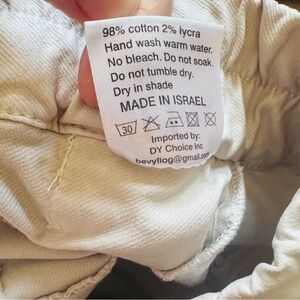 98% cotton 2% lycra
Hand wash warm water.
No bleach. Do not soak.
Do not tumble dry.
Dry in shade
MADE IN ISRAEL
30
Imported by:
DY Choice Inc
bevyflog@gmail.com